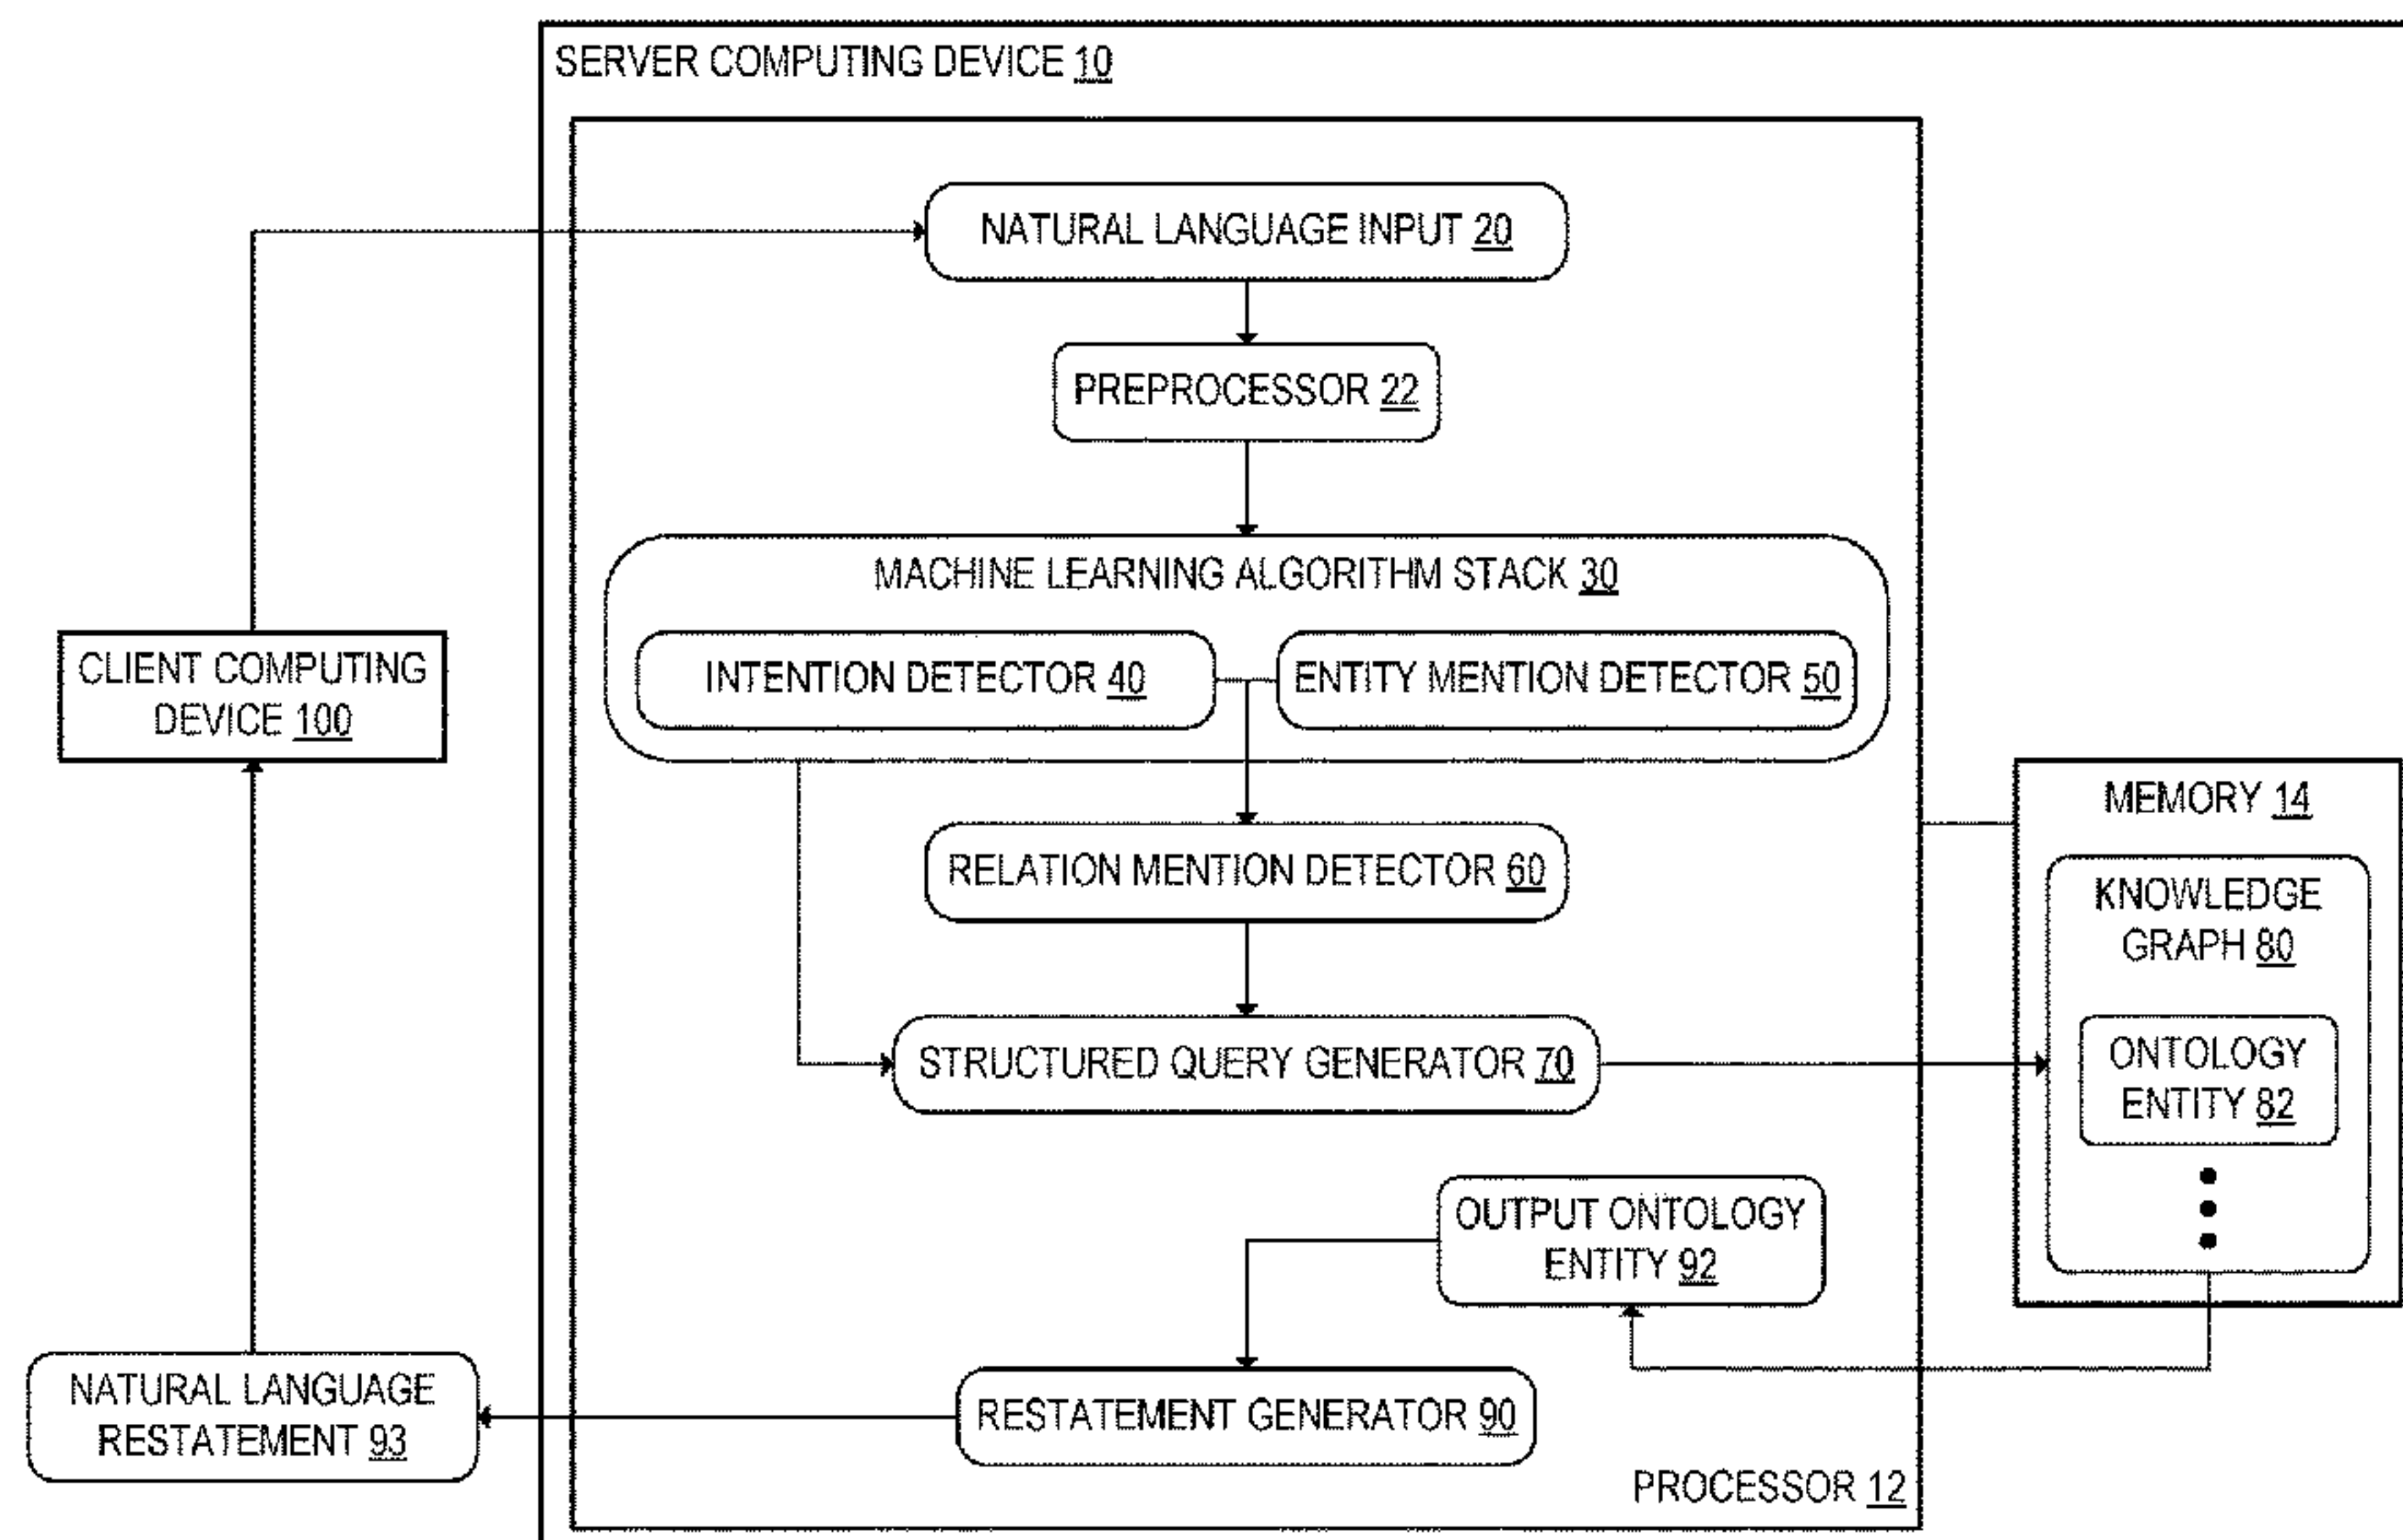 SERVER COMPUTING DEVICE 10
NATURAL LANGUAGE INPUT 20
PREPROCESSOR 22
MACHINE LEARNING ALGORITHM STACK 30
INTENTION DETECTOR 40
ENTITY MENTION DETECTOR 50
CLIENT COMPUTING
DEVICE 100
RELATION MENTION DETECTOR 60
STRUCTURED QUERY GENERATOR 70
MEMORY 14
KNOWLEDGE
GRAPH 80
ONTOLOGY
ENTITY 82
OUTPUT ONTOLOGY
ENTITY 92
RESTATEMENT GENERATOR 90
NATURAL LANGUAGE
RESTATEMENT 93
PROCESSOR 12